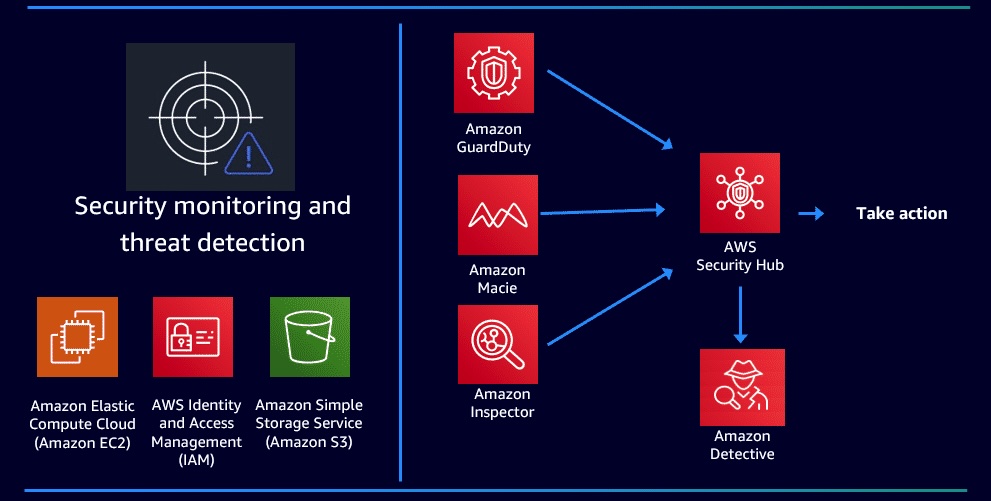 Security monitoring and
threat detection
Amazon Elastic
Compute Cloud
(Amazon EC2)
AWS Identity
and Access
Management
(IAM)
Amazon Simple
Storage Service
(Amazon S3)
Amazon
GuardDuty
Amazon
Macie
Amazon
Inspector
AWS
Security Hub
Take action
Amazon
Detective